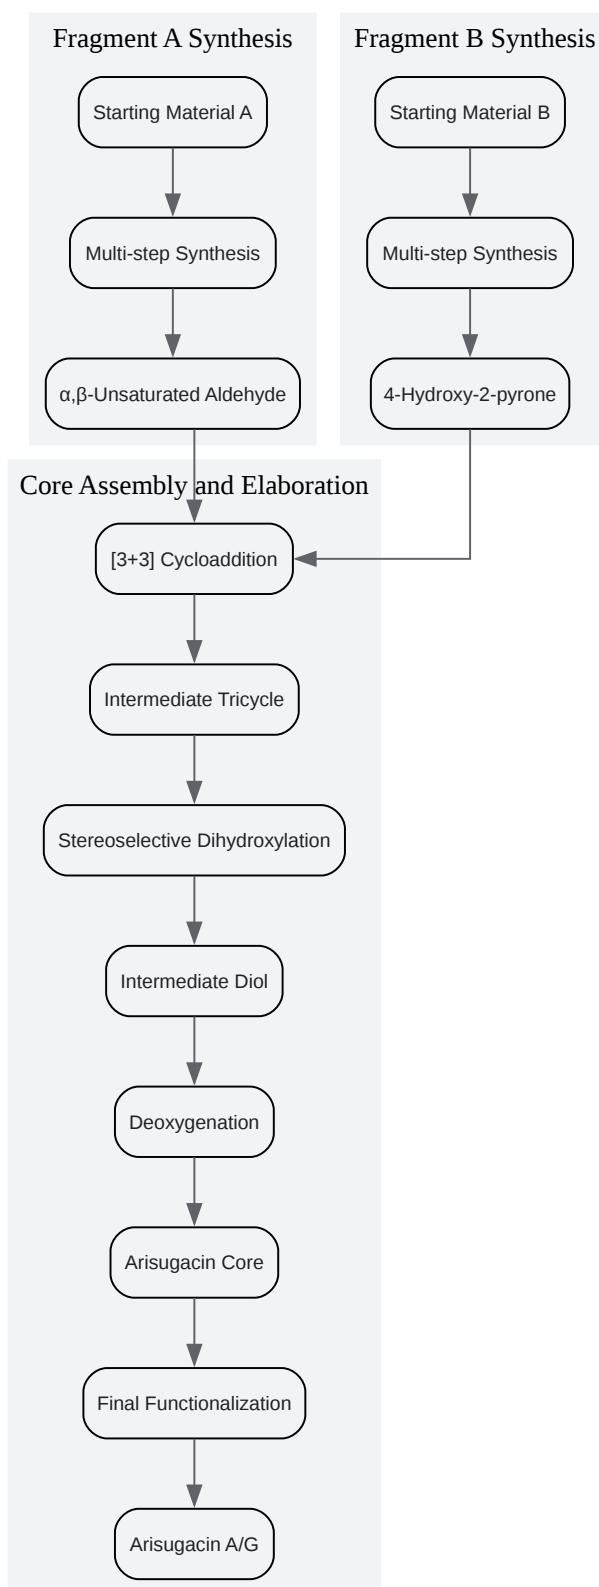 Fragment A Synthesis
Starting Material A
Multi-step Synthesis
α,β-Unsaturated Aldehyde
Fragment B Synthesis
Starting Material B
Multi-step Synthesis
4-Hydroxy-2-pyrone
Core Assembly and Elaboration
[3+3] Cycloaddition
Intermediate Tricycle
Stereoselective Dihydroxylation
Intermediate Diol
Deoxygenation
Arisugacin Core
Final Functionalization
Arisugacin A/G